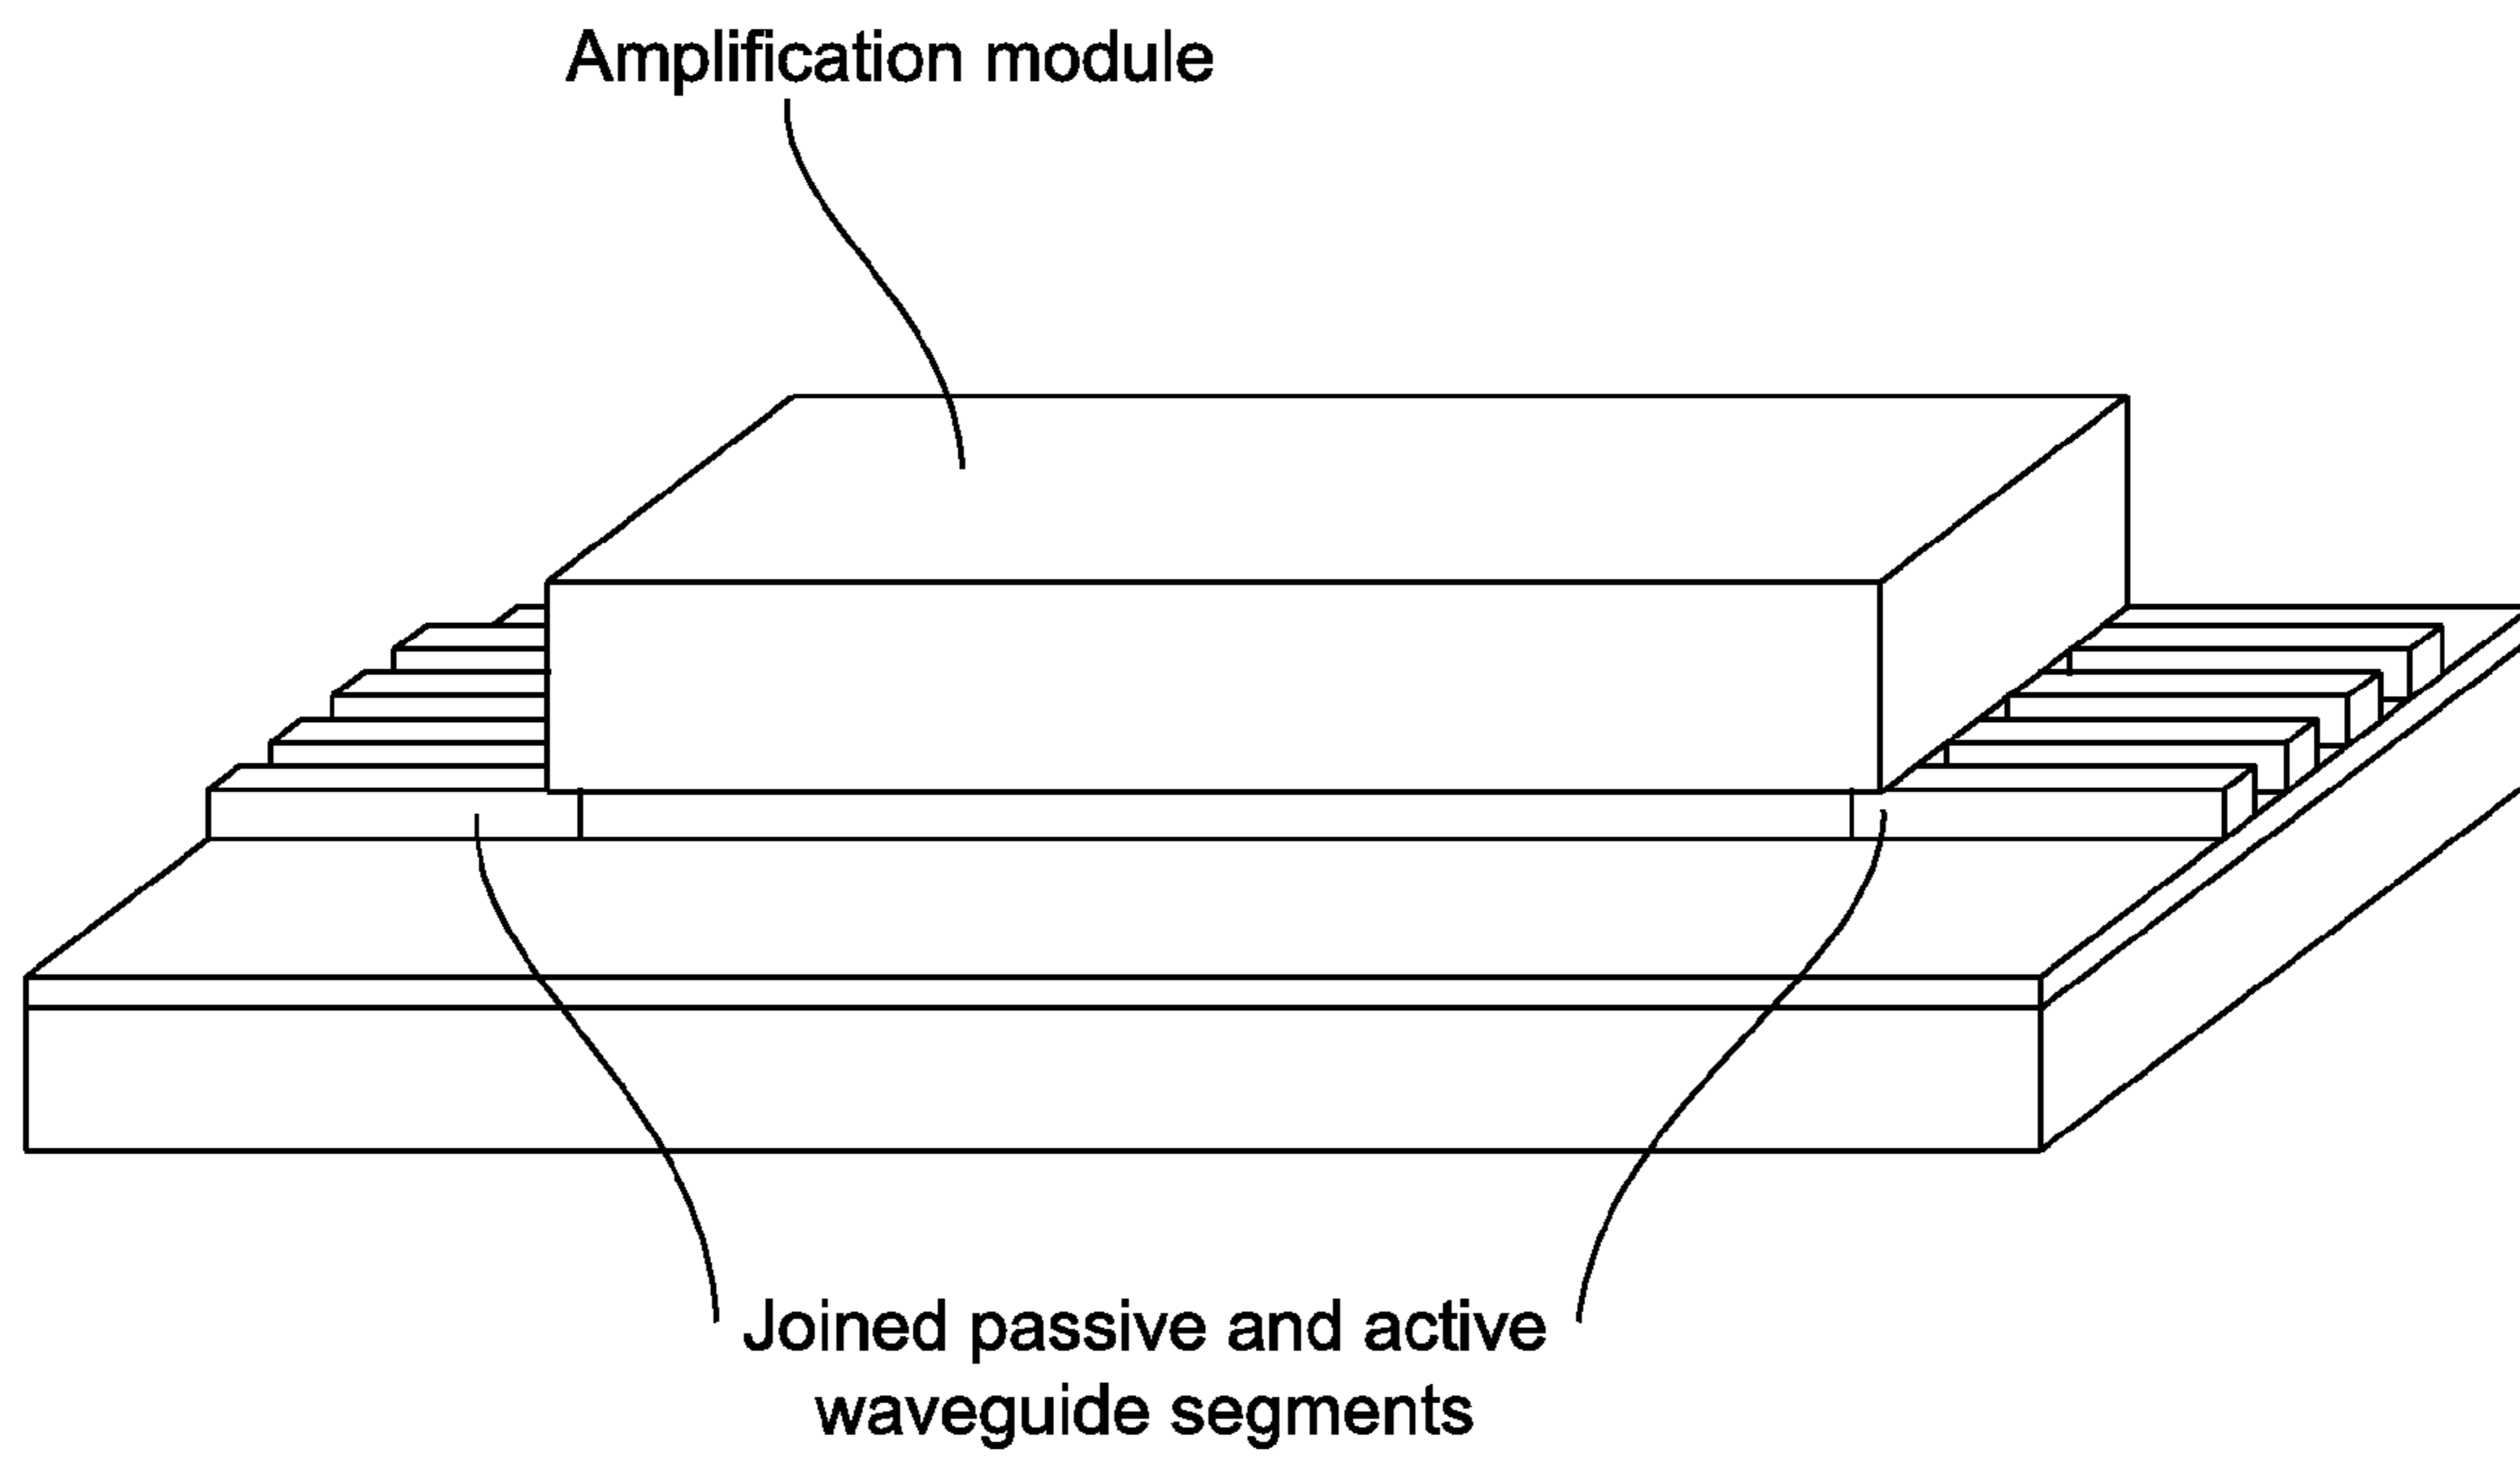 Amplification module
Joined passive and active
waveguide segments